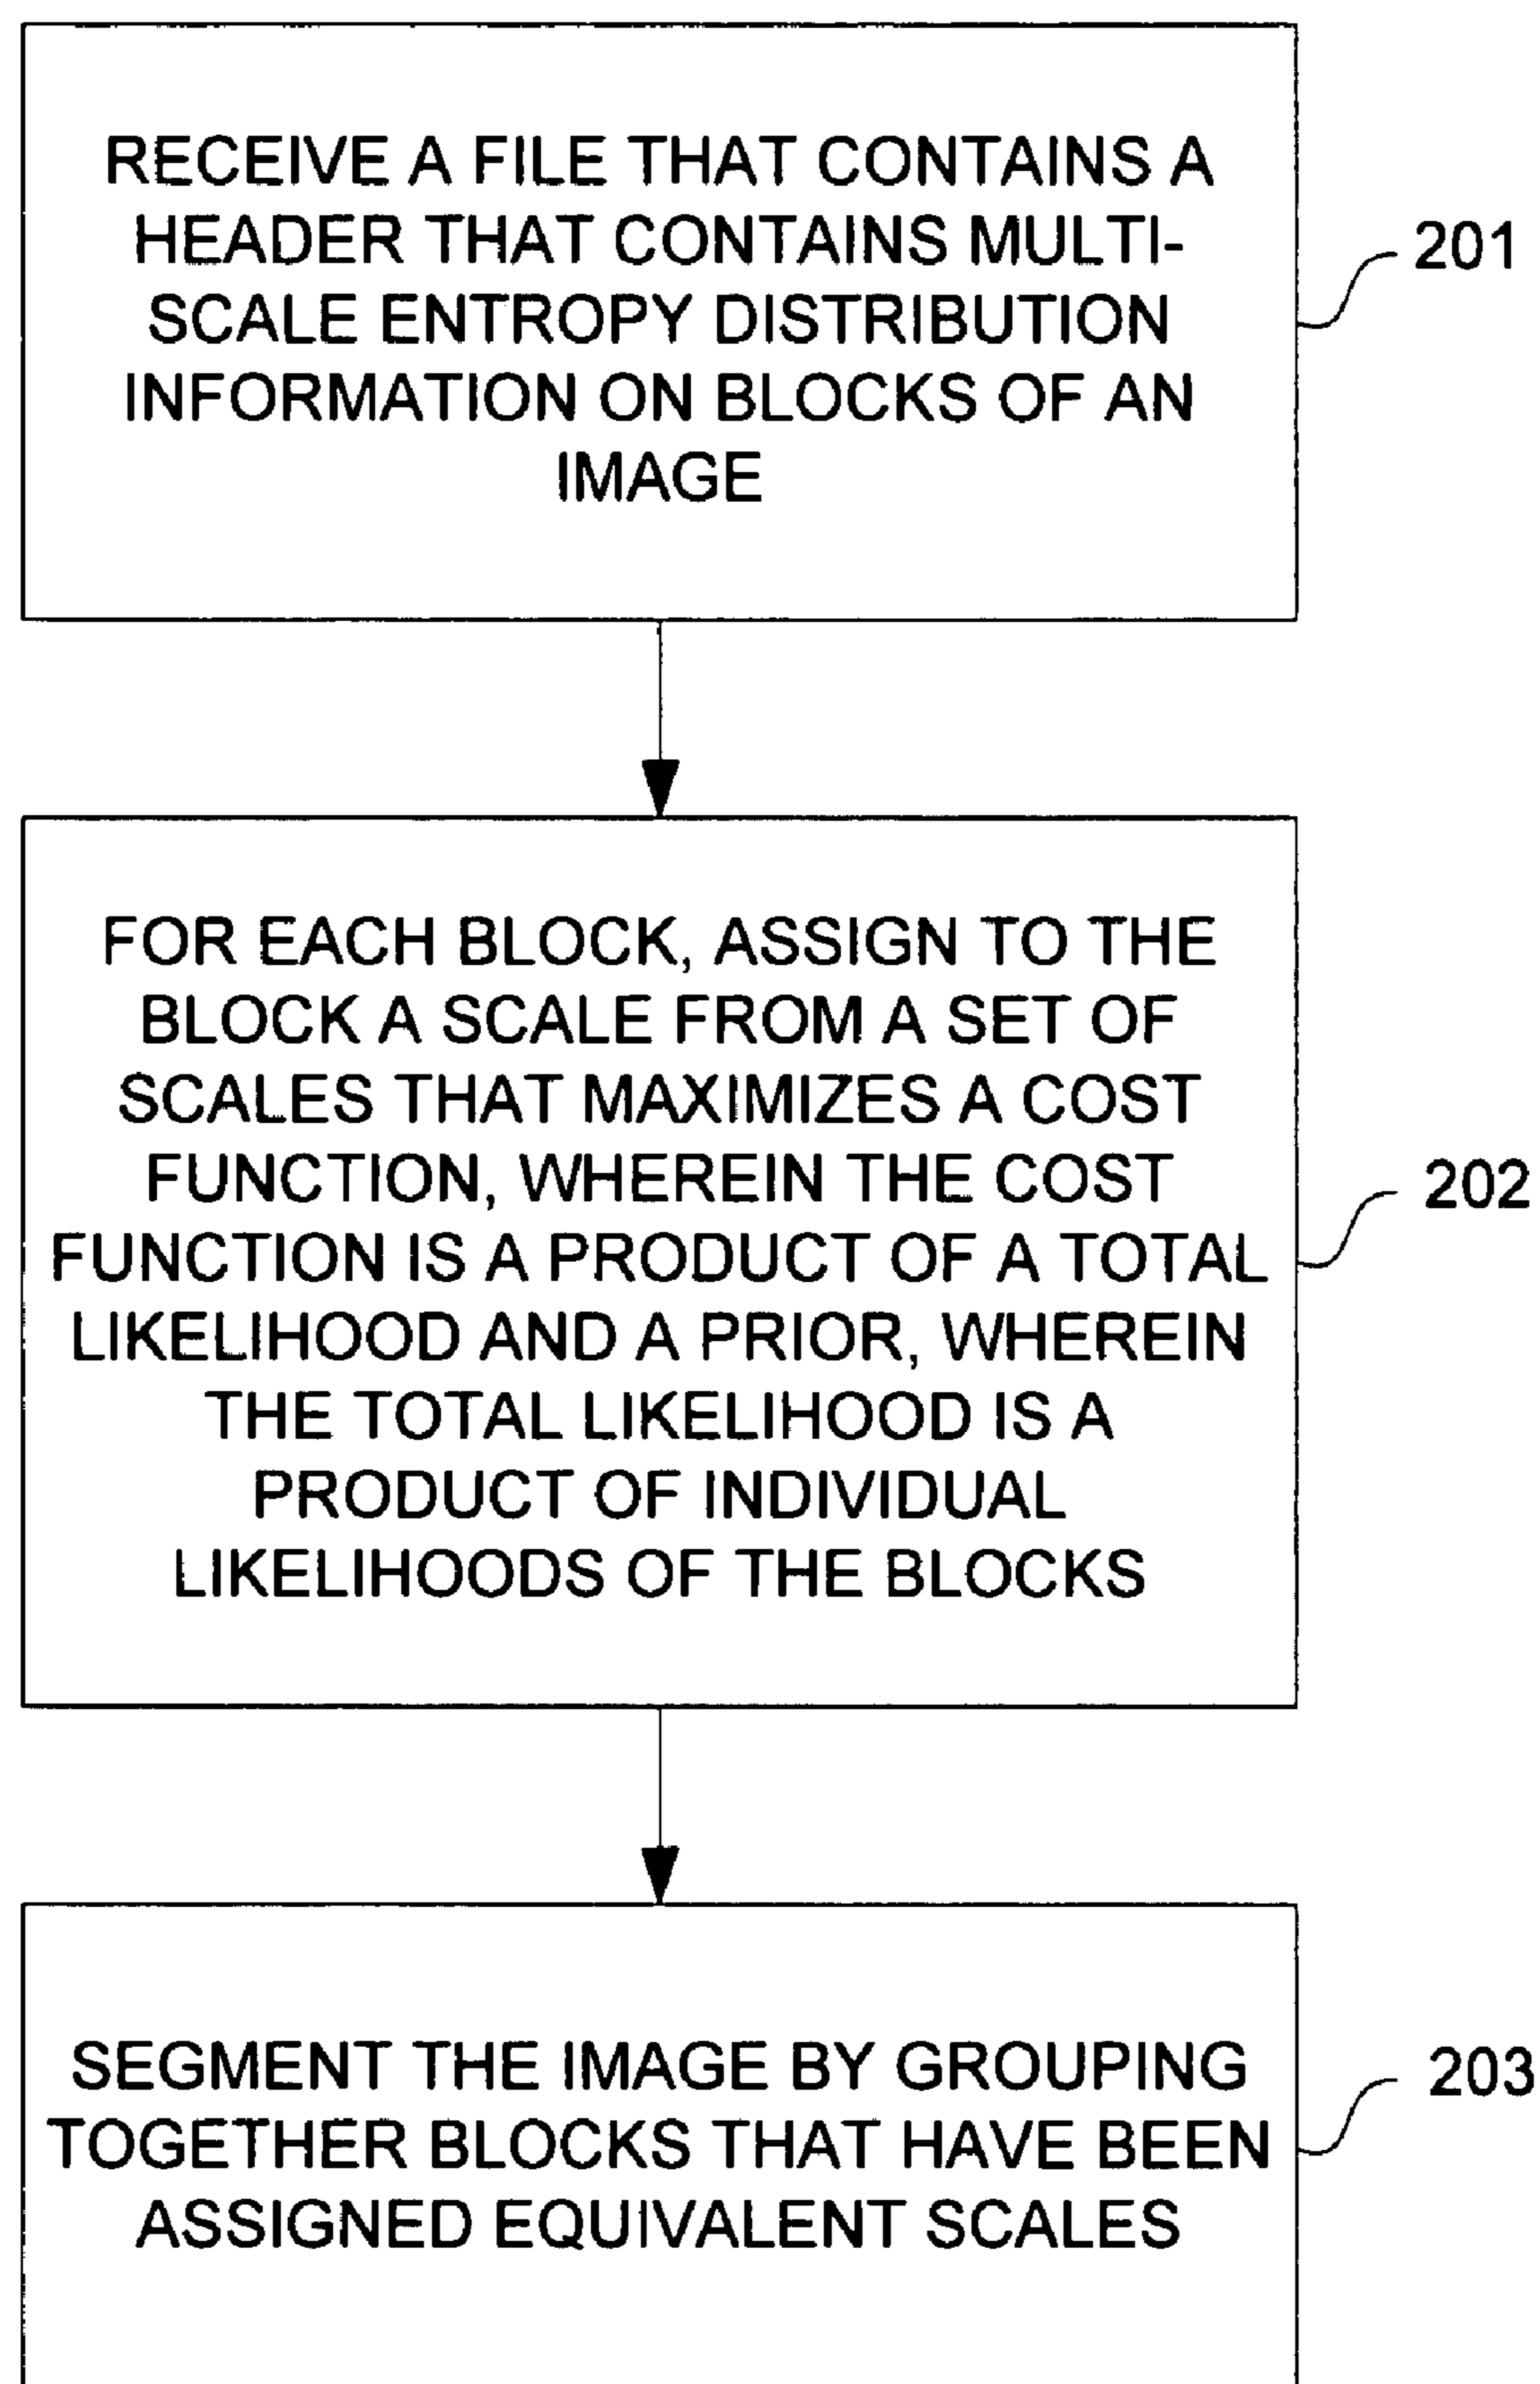 RECEIVE A FILE THAT CONTAINS A
HEADER THAT CONTAINS MULTI-
SCALE ENTROPY DISTRIBUTION
INFORMATION ON BLOCKS OF AN
IMAGE
201
FOR EACH BLOCK, ASSIGN TO THE
BLOCK A SCALE FROM A SET OF
SCALES THAT MAXIMIZES A COST
FUNCTION, WHEREIN THE COST
FUNCTION IS A PRODUCT OF A TOTAL
LIKELIHOOD AND A PRIOR, WHEREIN
THE TOTAL LIKELIHOOD IS A
PRODUCT OF INDIVIDUAL
LIKELIHOODS OF THE BLOCKS
202
SEGMENT THE IMAGE BY GROUPING
TOGETHER BLOCKS THAT HAVE BEEN
ASSIGNED EQUIVALENT SCALES
203